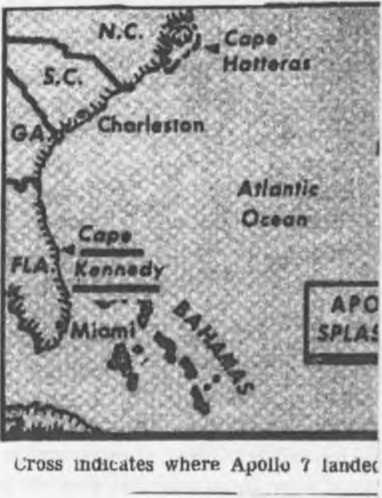 N.C.
Cape
Hatteras
S.C.
GA.
Charleston
Atlantic
Ocean
Cape
Kennedy
FLA.
Miami
BAHAMAS
APO
SPLAS
Cross indicates where Apollo 7 landed